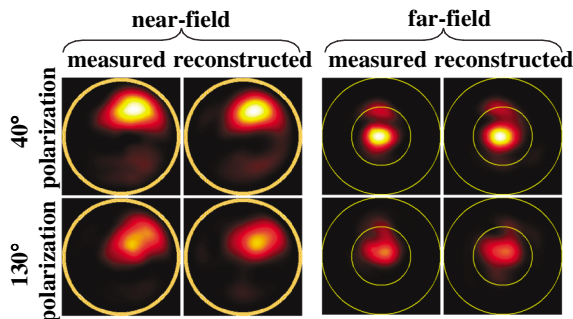 near-field far-field
measured reconstructed measured reconstructed
40°
polarization
130°
polarization